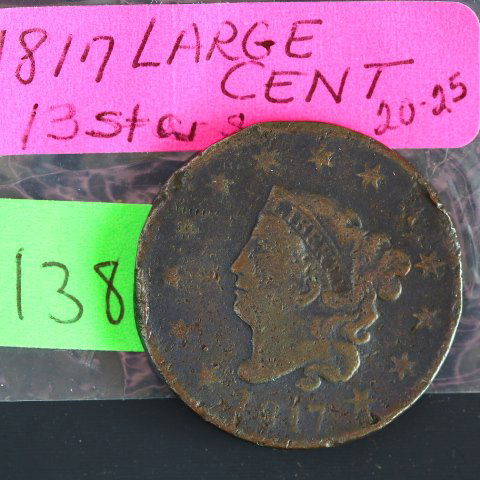 1817 LARGE
CENT
13 stars
20-25
138
LIBERTY
1817